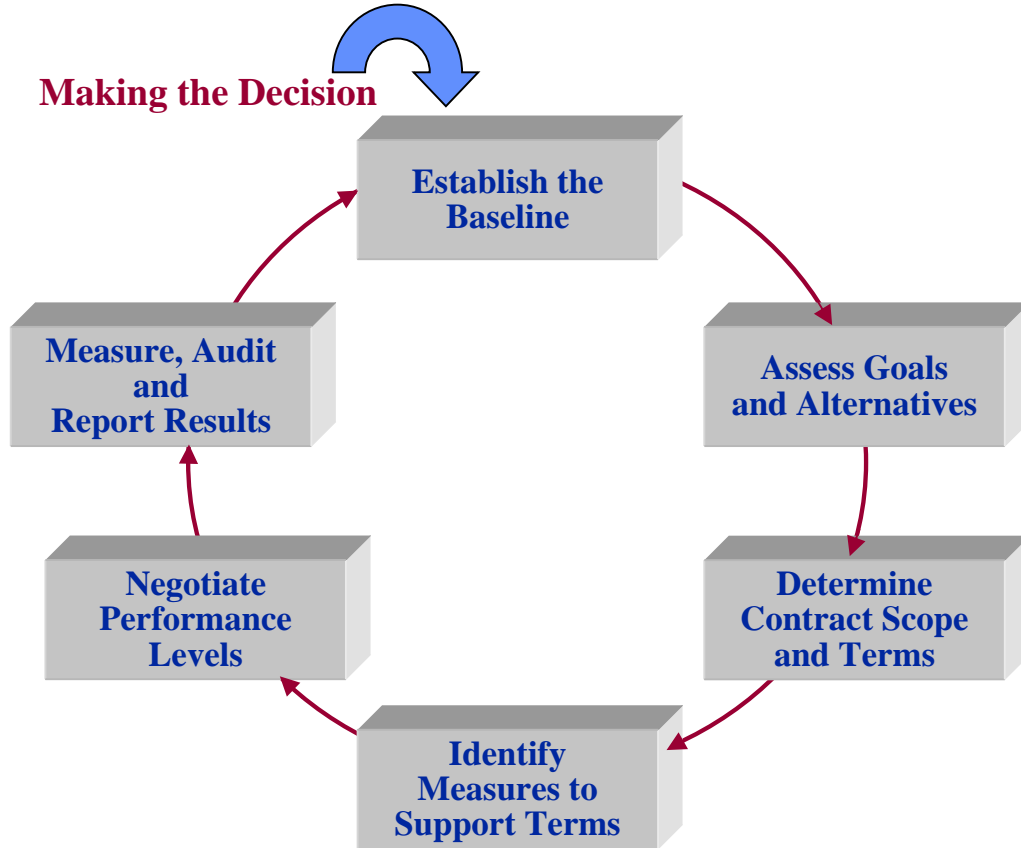 Making the Decision
Establish the
Baseline
Assess Goals
and Alternatives
Determine
Contract Scope
and Terms
Identify
Measures to
Support Terms
Negotiate
Performance
Levels
Measure, Audit
and
Report Results